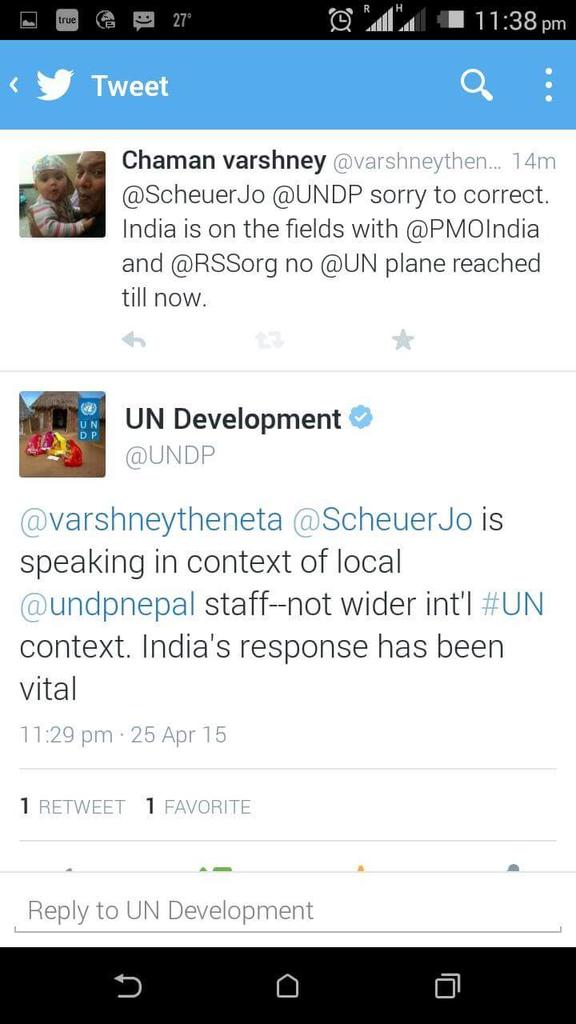 true 27° R H 11:38 pm
Tweet
Chaman varshney @varshneythen... 14m
@ScheuerJo @UNDP sorry to correct.
India is on the fields with @PMOIndia
and @RSSorg no @UN plane reached
till now.
UN
DP
UN Development
@UNDP
@varshneytheneta @ScheuerJo is
speaking in context of local
@undpnepal staff--not wider int'l #UN
context. India's response has been
vital
11:29 pm · 25 Apr 15
1 RETWEET 1 FAVORITE
Reply to UN Development